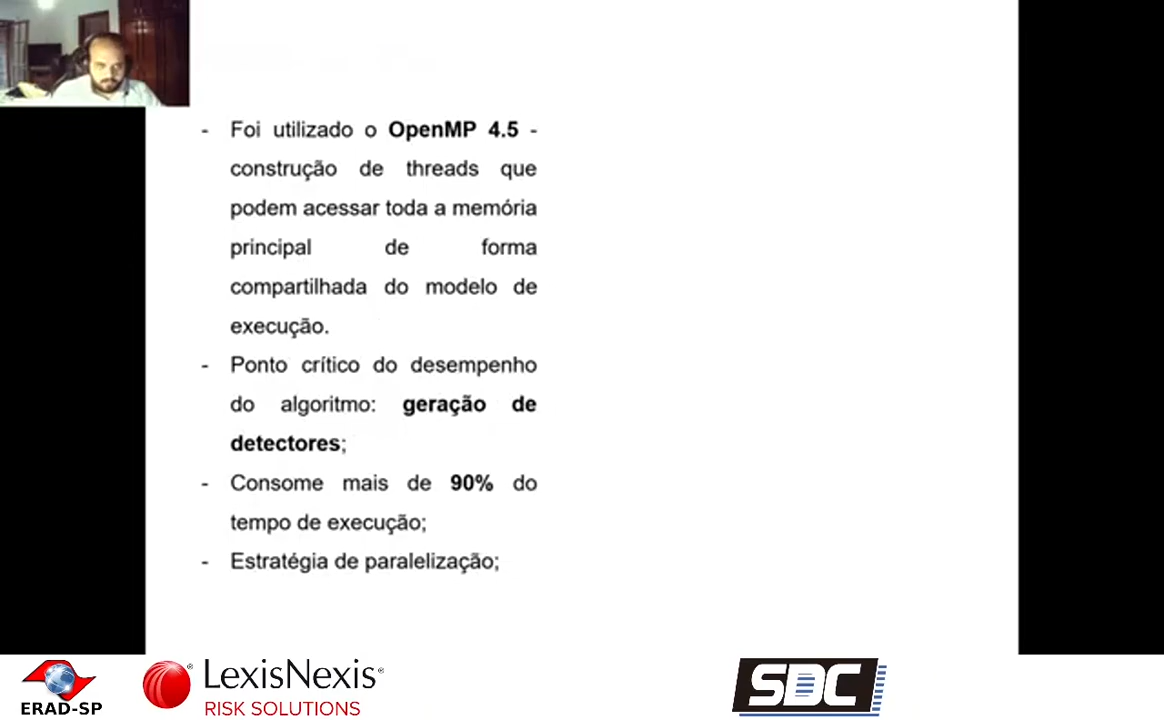 - Foi utilizado o OpenMP 4.5 -
construção de threads que
podem acessar toda a memória
principal de forma
compartilhada do modelo de
execução.
- Ponto crítico do desempenho
do algoritmo: geração de
detectores;
- Consome mais de 90% do
tempo de execução;
- Estratégia de paralelização;
ERAD-SP
LexisNexis®
RISK SOLUTIONS
SBC